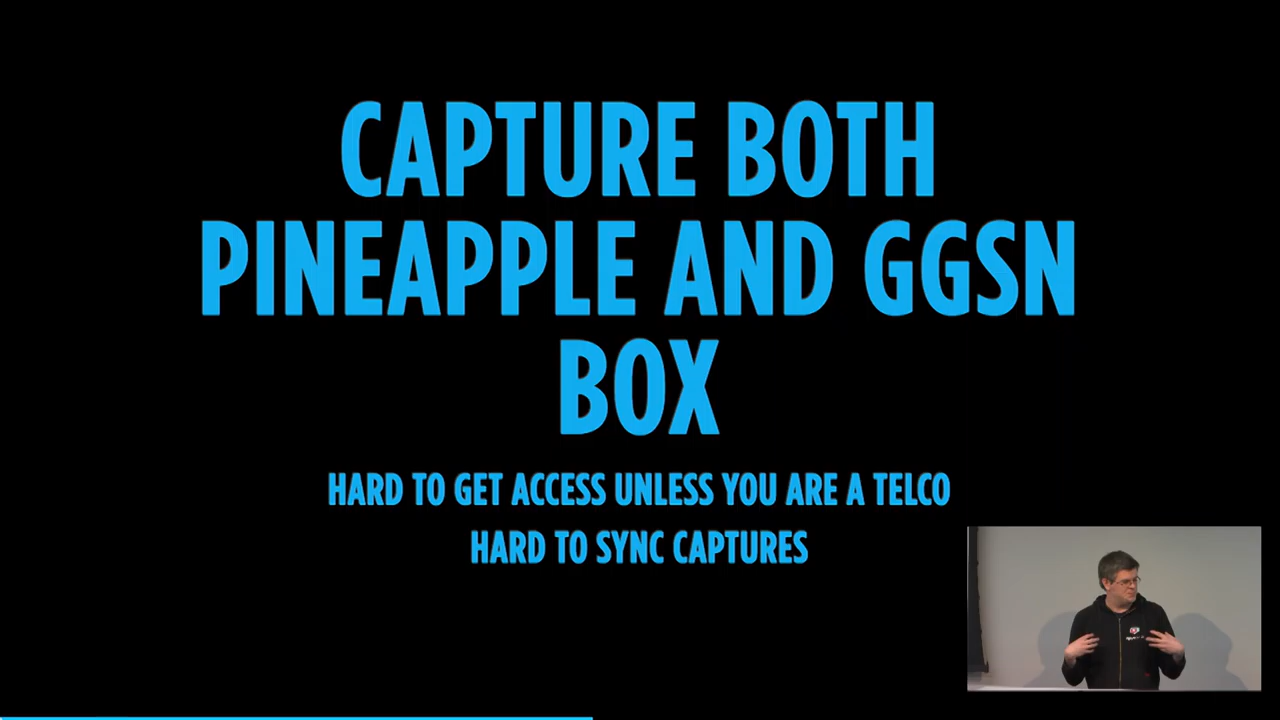 CAPTURE BOTH
PINEAPPLE AND GGSN
BOX
HARD TO GET ACCESS UNLESS YOU ARE A TELCO
HARD TO SYNC CAPTURES